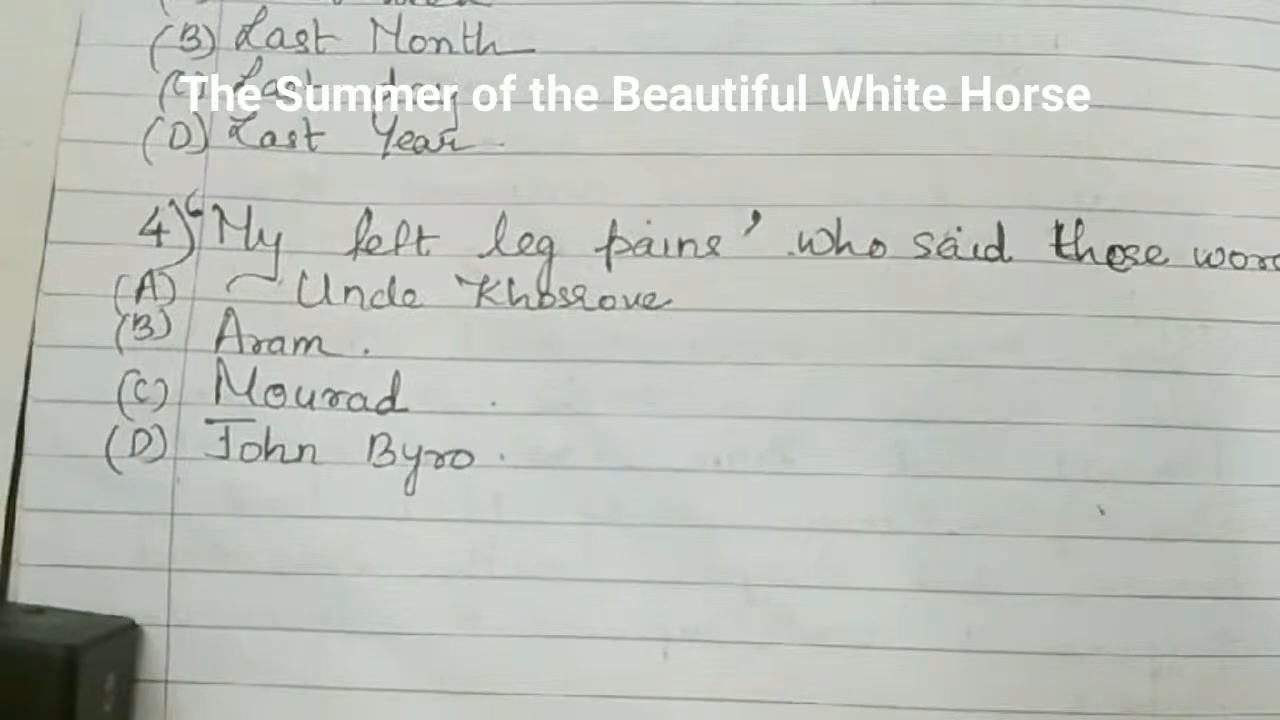 (B) Last Month
The Summer of the Beautiful White Horse
(D) Last Year.
4) 'My left leg pains' who said these
(A) Uncle Khosrove
(B) Aram.
(C) Mourad
(D) John Byro.